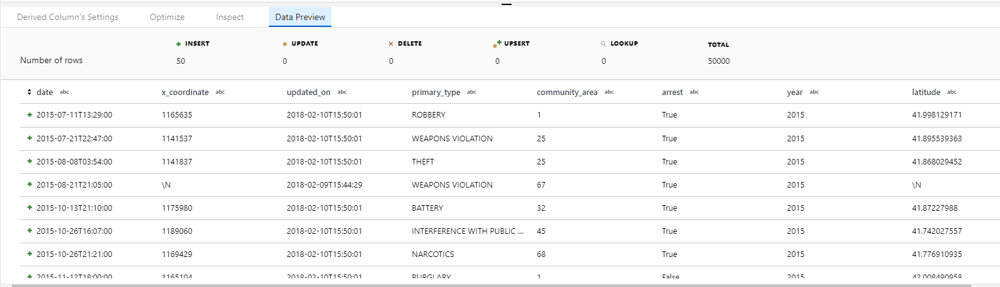 Derived Column's Settings Optimize Inspect Data Preview
INSERT UPDATE DELETE UPSERT LOOKUP TOTAL
Number of rows 50 0 0 0 0 50000
date abc x_coordinate abc updated_on abc primary_type abc community_area abc arrest abc year abc latitude abc
2015-07-11T13:29:00 1165635 2018-02-10T15:50:01 ROBBERY 1 True 2015 41.998129171
2015-07-21T22:47:00 1141537 2018-02-10T15:50:01 WEAPONS VIOLATION 25 True 2015 41.895539363
2015-08-08T03:54:00 1141837 2018-02-10T15:50:01 THEFT 25 True 2015 41.868029452
2015-08-21T21:05:00 \N 2018-02-09T15:44:29 WEAPONS VIOLATION 67 True 2015 \N
2015-10-13T21:10:00 1175980 2018-02-10T15:50:01 BATTERY 32 True 2015 41.87227988
2015-10-26T16:07:00 1189060 2018-02-10T15:50:01 INTERFERENCE WITH PUBLIC ... 45 True 2015 41.742027557
2015-10-26T21:21:00 1169429 2018-02-10T15:50:01 NARCOTICS 68 True 2015 41.776910935
2015-11-12T18:00:00 1165104 2018-02-10T15:50:01 BURGLARY 1 False 2015 42.008490958